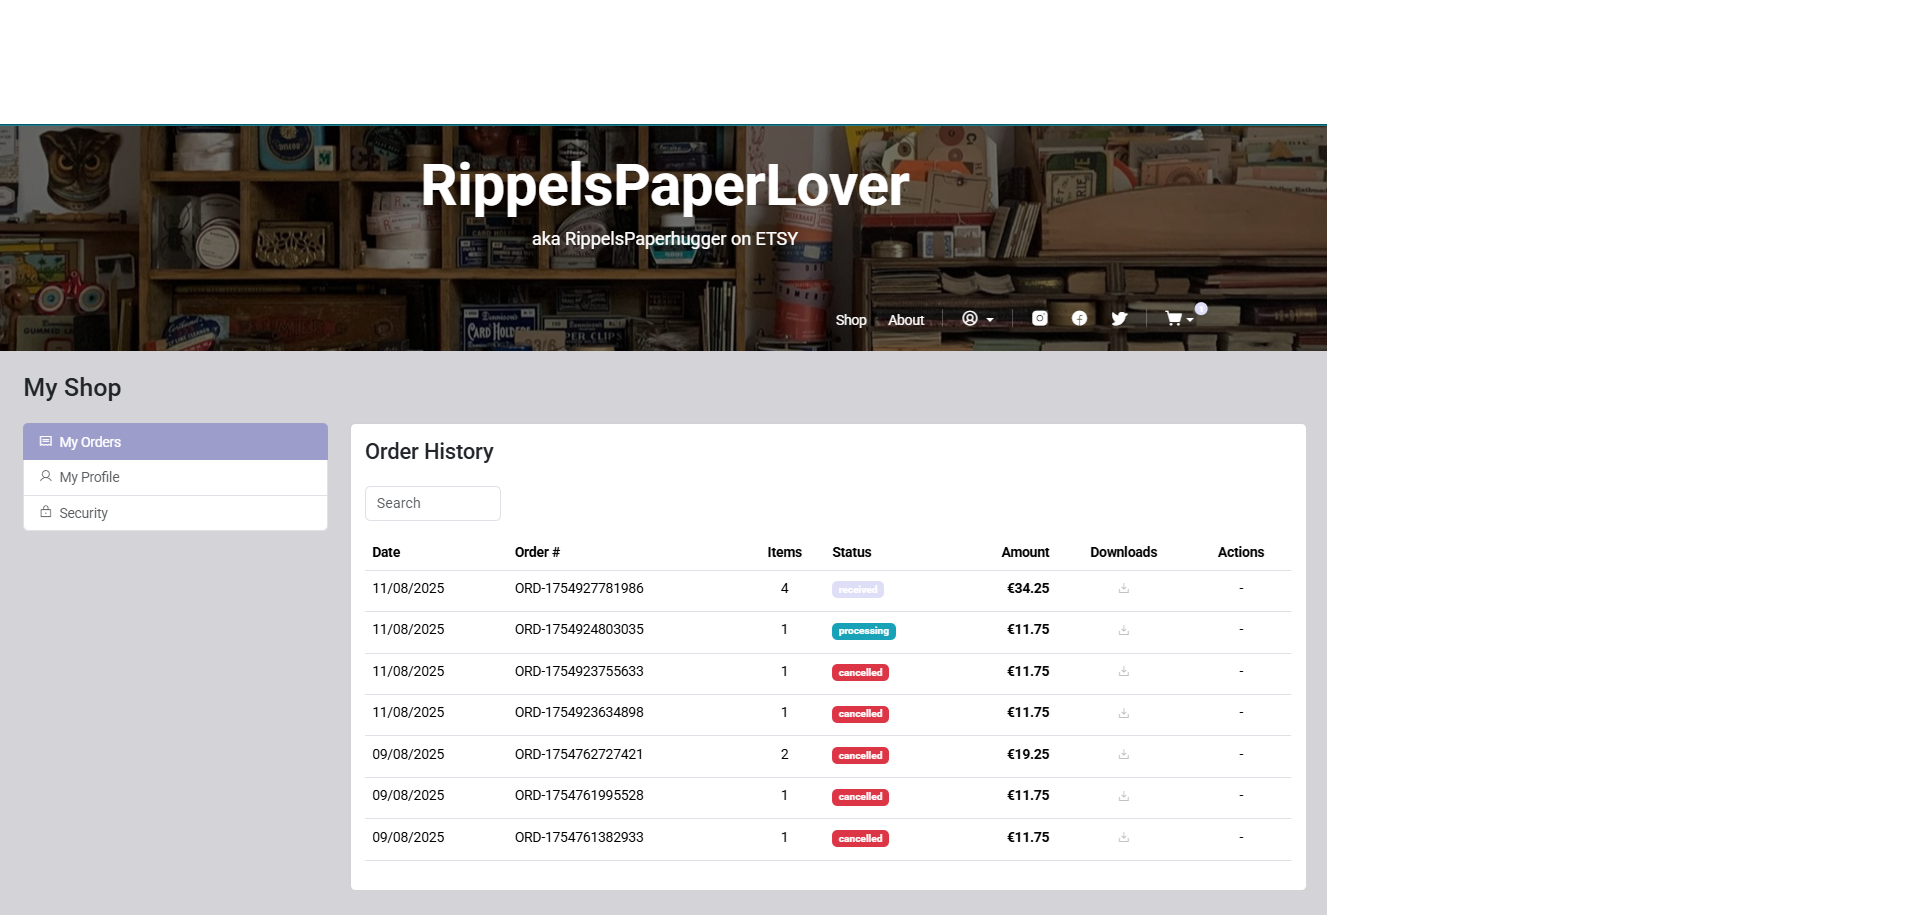 RippelsPaperLover
aka RippelsPaperhugger on ETSY
Shop About
My Shop
My Orders
My Profile
Security
Order History
Search
Date Order # Items Status Amount Downloads Actions
11/08/2025 ORD-1754927781986 4 received €34.25 -
11/08/2025 ORD-1754924803035 1 processing €11.75 -
11/08/2025 ORD-1754923755633 1 cancelled €11.75 -
11/08/2025 ORD-1754923634898 1 cancelled €11.75 -
09/08/2025 ORD-1754762727421 2 cancelled €19.25 -
09/08/2025 ORD-1754761995528 1 cancelled €11.75 -
09/08/2025 ORD-1754761382933 1 cancelled €11.75 -